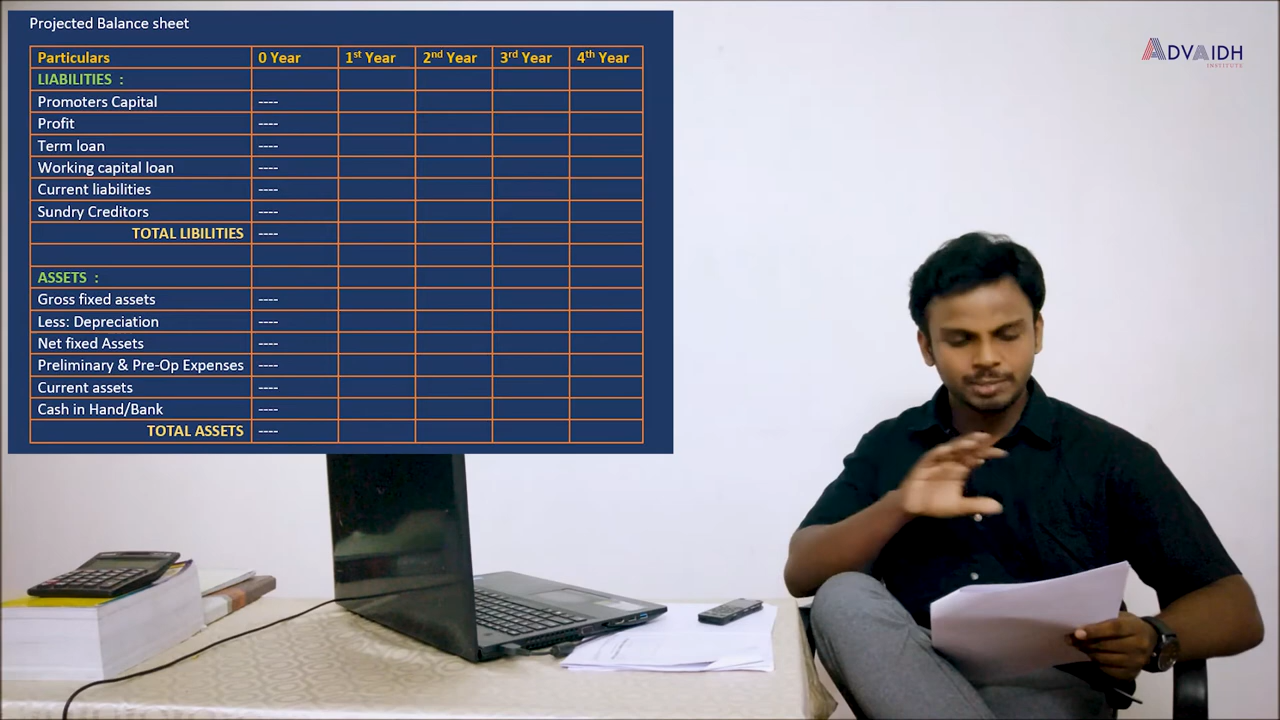 Projected Balance sheet
Particulars 0 Year 1st Year 2nd Year 3rd Year 4th Year
LIABILITIES :
Promoters Capital ----
Profit ----
Term loan ----
Working capital loan ----
Current liabilities ----
Sundry Creditors ----
TOTAL LIBILITIES ----
ASSETS :
Gross fixed assets ----
Less: Depreciation ----
Net fixed Assets ----
Preliminary & Pre-Op Expenses ----
Current assets ----
Cash in Hand/Bank ----
TOTAL ASSETS ----
ADVAIDH
INSTITUTE